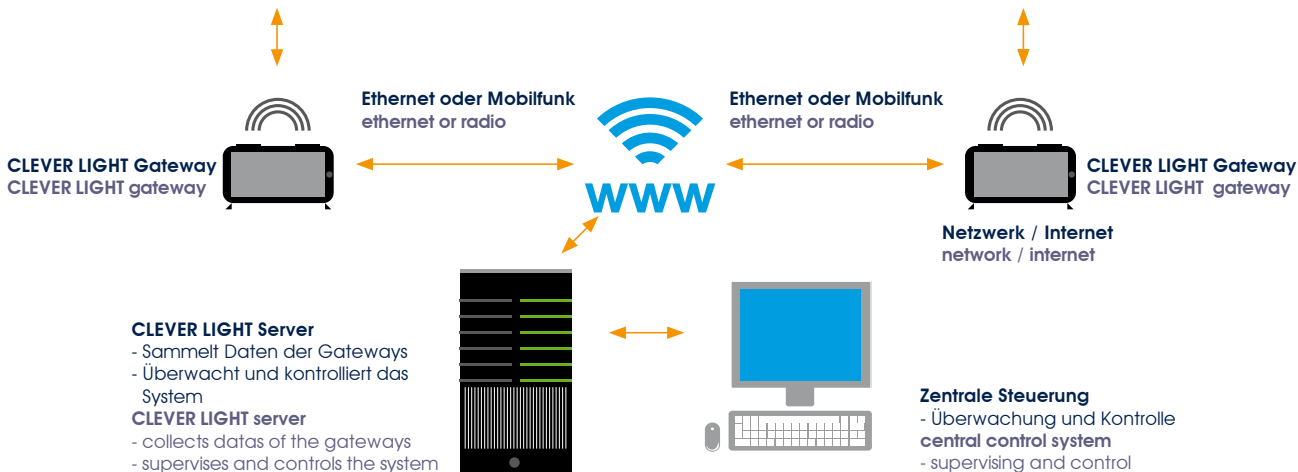 Ethernet oder Mobilfunk
ethernet or radio
Ethernet oder Mobilfunk
ethernet or radio
CLEVER LIGHT Gateway
CLEVER LIGHT gateway
www
CLEVER LIGHT Gateway
CLEVER LIGHT gateway
Netzwerk / Internet
network / internet
CLEVER LIGHT Server
- Sammelt Daten der Gateways
- Überwacht und kontrolliert das
System
CLEVER LIGHT server
- collects datas of the gateways
- supervises and controls the system
Zentrale Steuerung
- Überwachung und Kontrolle
central control system
- supervising and control